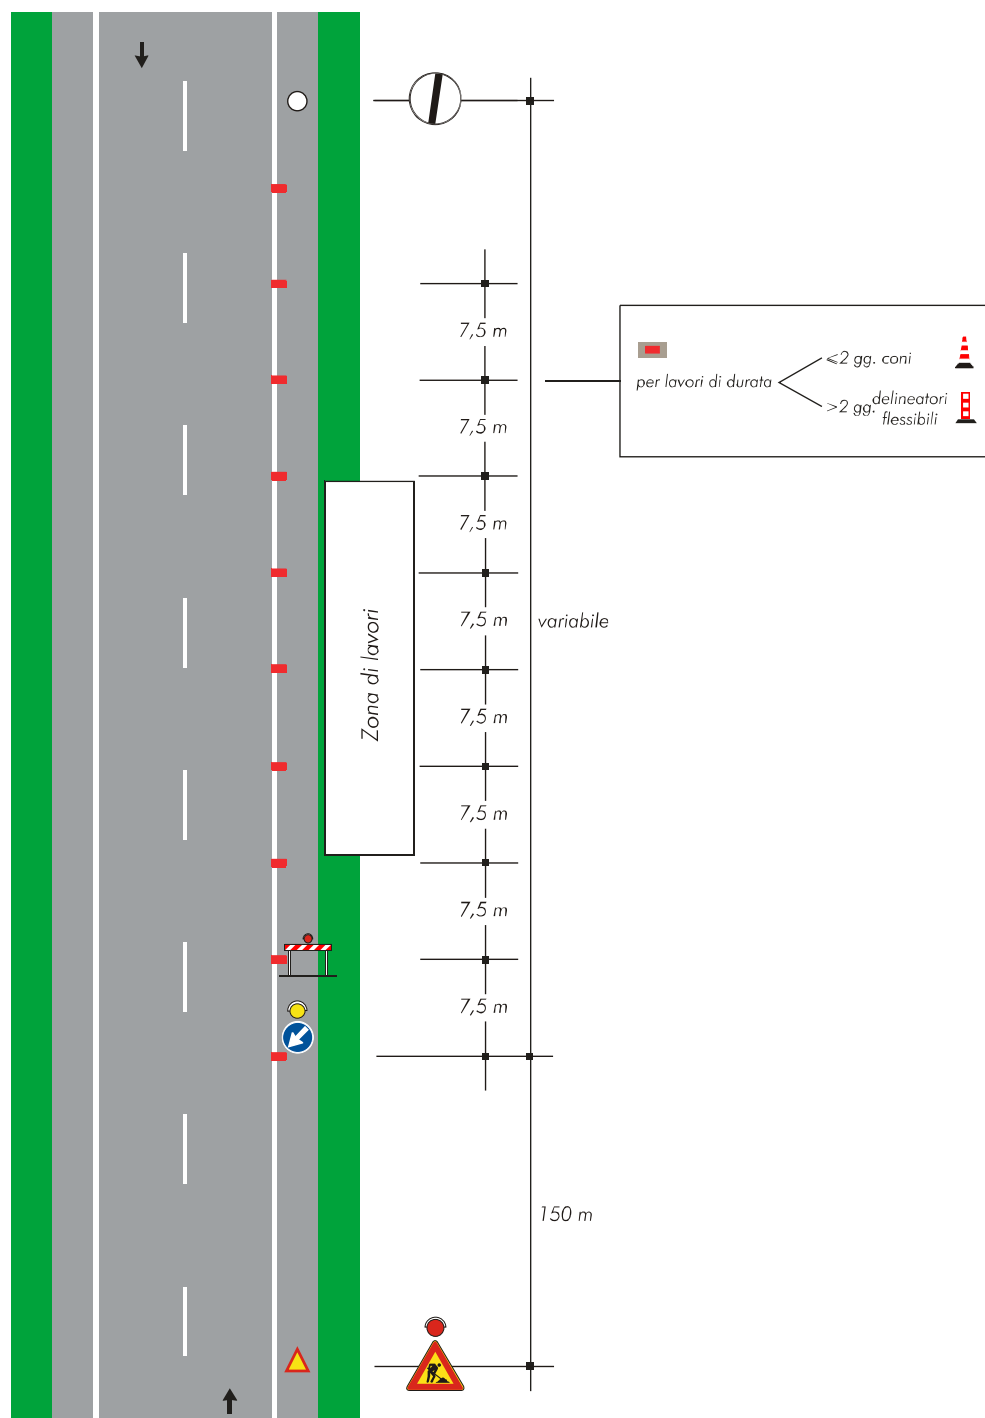 7,5 m
≤2 gg. coni
per lavori di durata
>2 gg. delineatori
flessibili
7,5 m
7,5 m
7,5 m
variabile
Zona di lavori
7,5 m
7,5 m
7,5 m
7,5 m
150 m